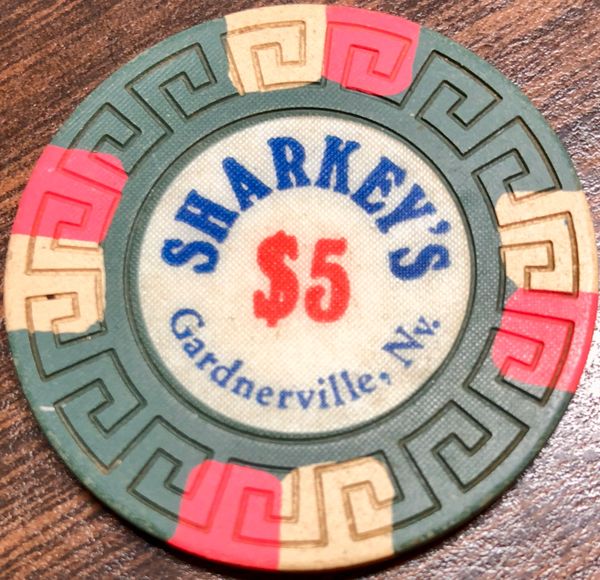 SHARKEY'S
$5
Gardnerville, Nv.